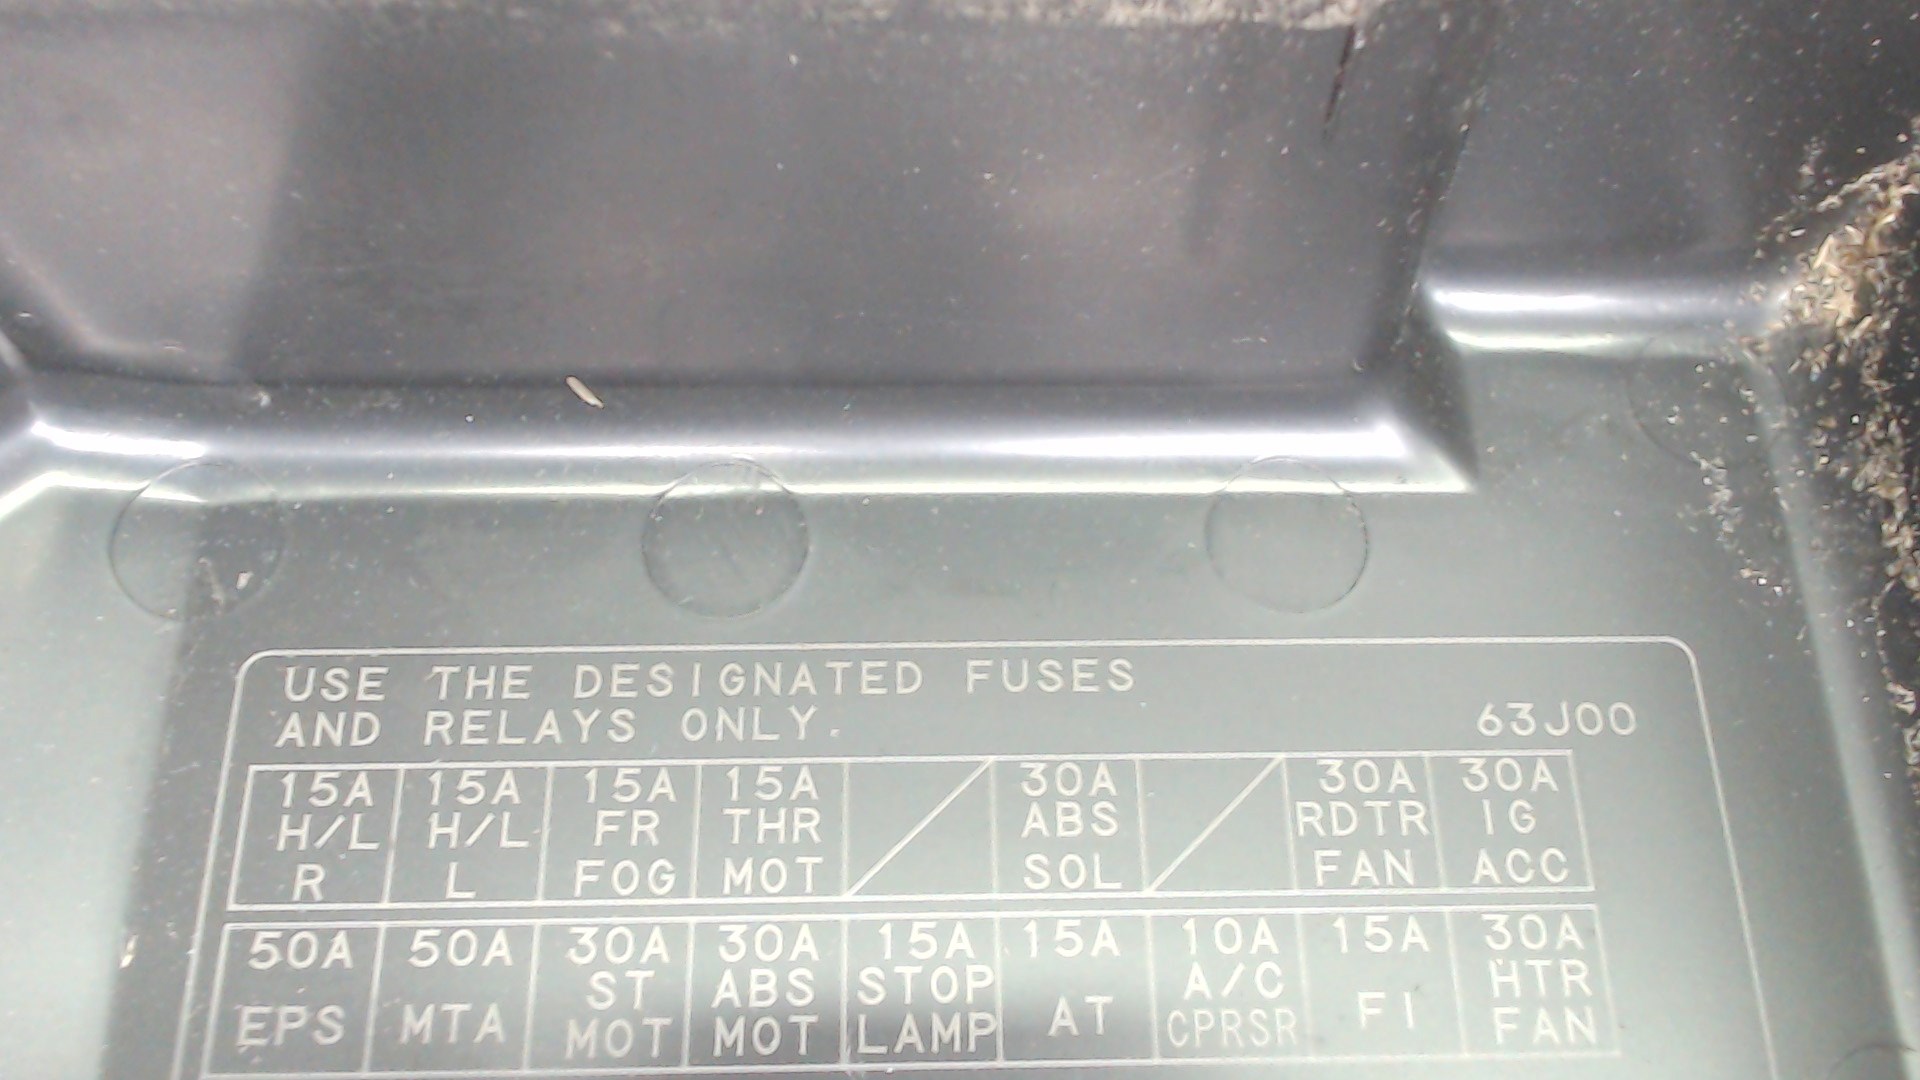 USE THE DESIGNATED FUSES
AND RELAYS ONLY.
63J00
15A H/L R
15A H/L L
15A FR FOG
15A THR MOT
30A ABS SOL
30A RDTR FAN
30A IG ACC
50A EPS
50A MTA
30A ST MOT
30A ABS MOT
15A STOP LAMP
15A AT
10A A/C CPRSR
15A FI
30A HTR FAN